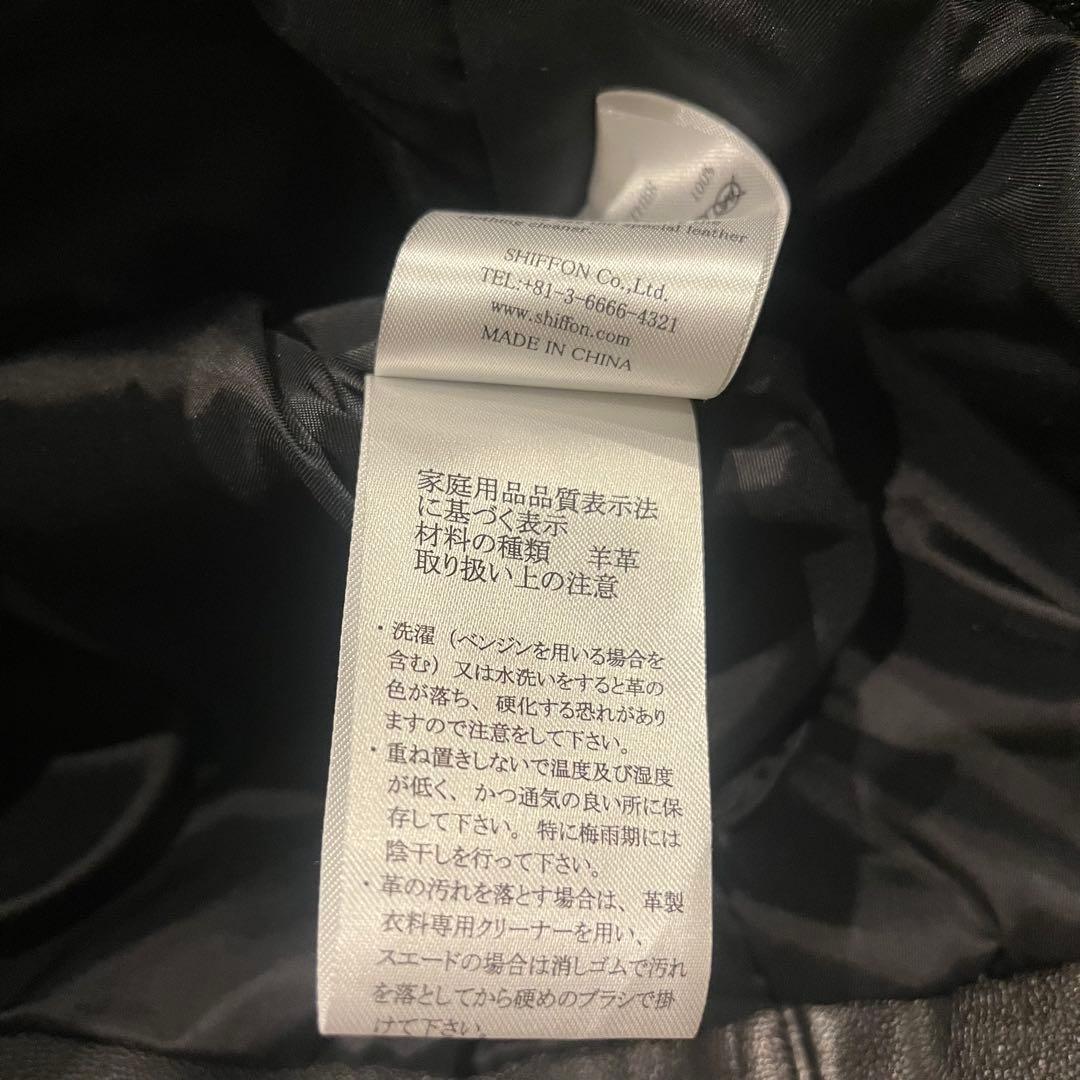 100%
special leather
clothing cleaner.
SHIFFON Co.,Ltd.
TEL:+81-3-6666-4321
www.shiffon.com
MADE IN CHINA
家庭用品品質表示法
に基づく表示
材料の種類 羊革
取り扱い上の注意
・洗濯(ベンジンを用いる場合を
含む)又は水洗いをすると革の
色が落ち、硬化する恐れがあり
ますので注意をして下さい。
・重ね置きしないで温度及び湿度
が低く、かつ通気の良い所に保
存して下さい。特に梅雨期には
陰干しを行って下さい。
・革の汚れを落とす場合は、革製
衣料専用クリーナーを用い、
スエードの場合は消しゴムで汚れ
を落としてから硬めのブラシで掛
けて下さい。